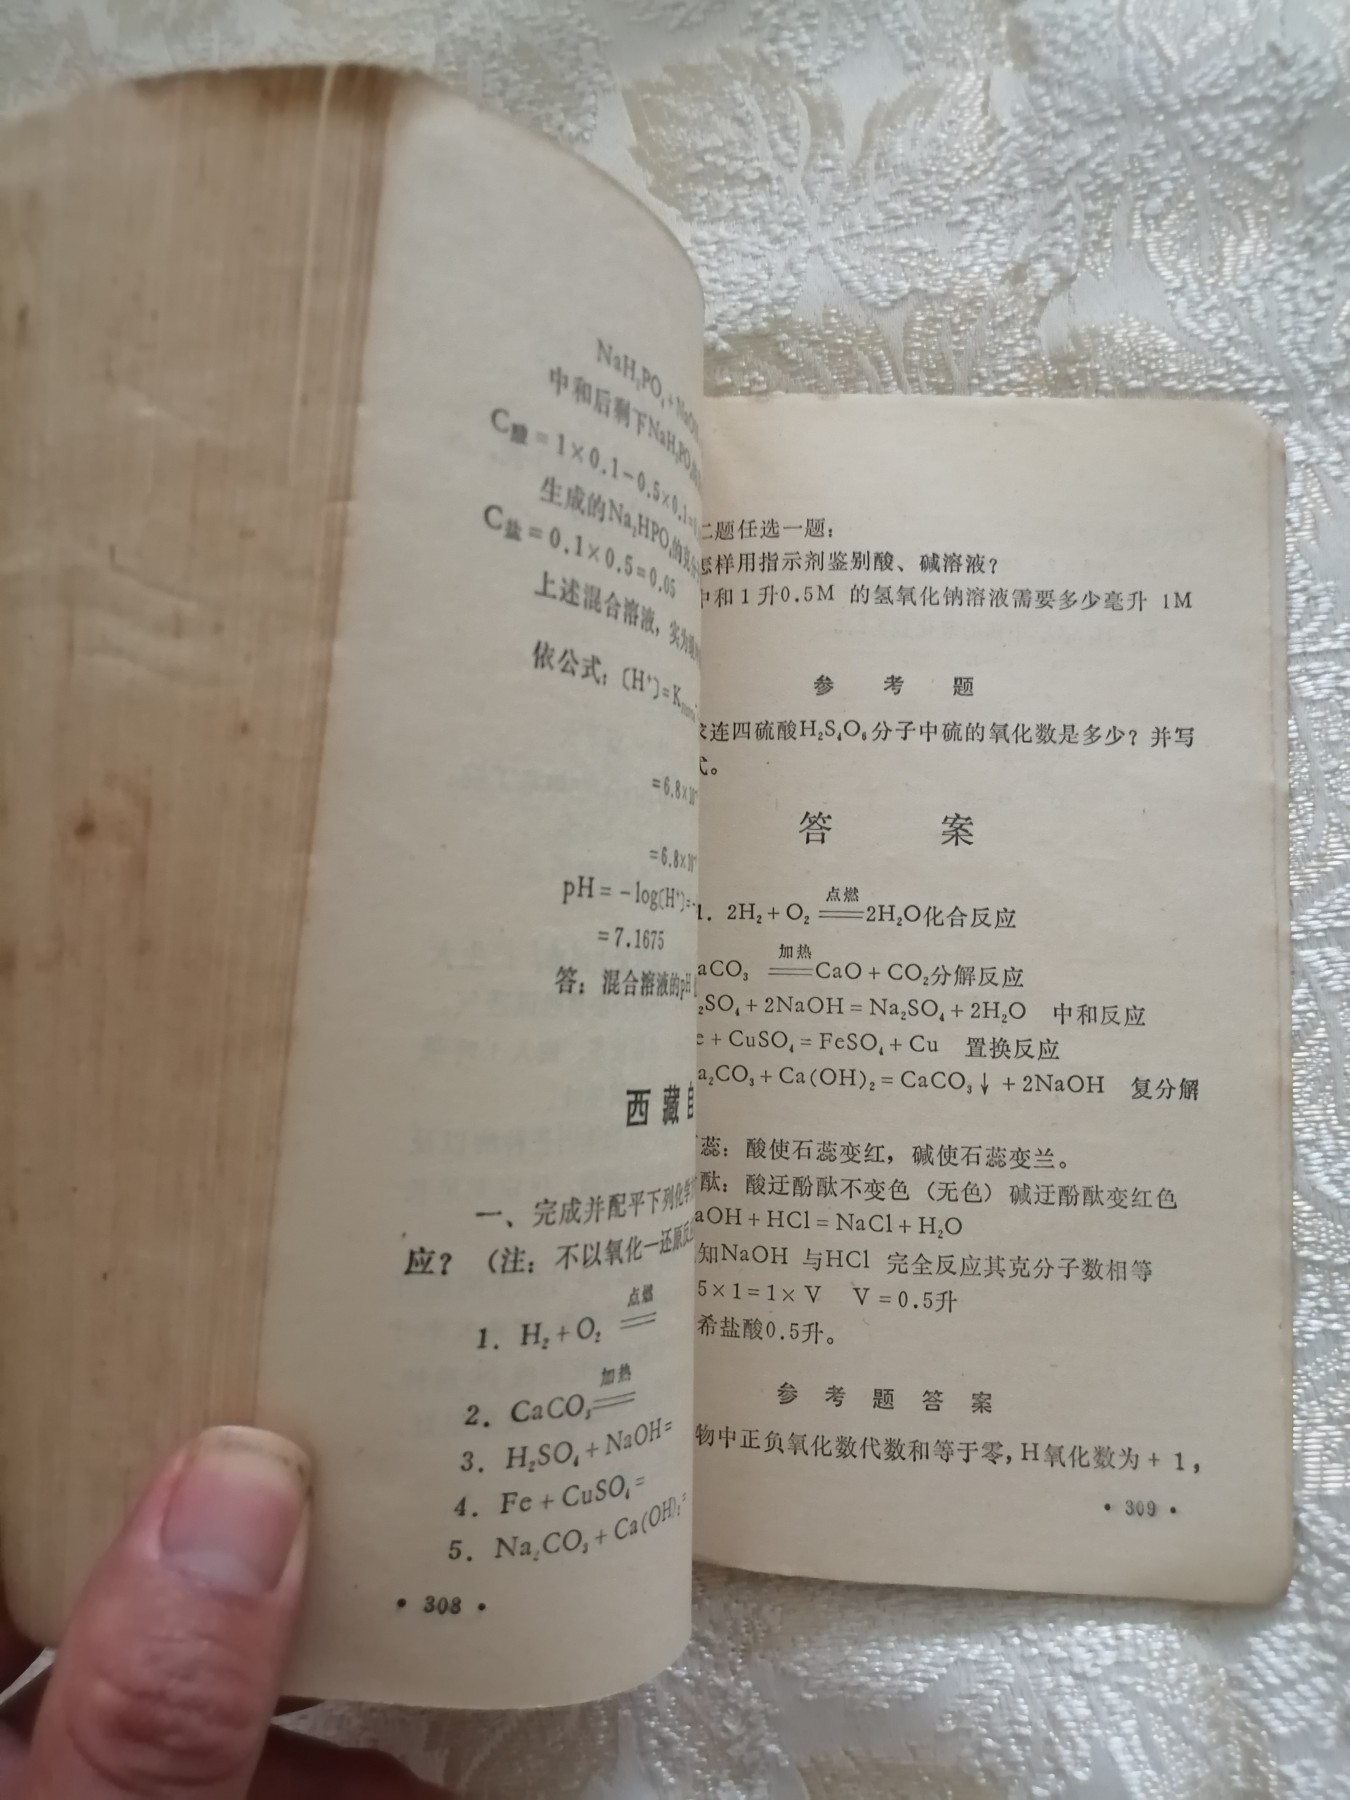 NaH₂PO₄+NaOH
中和后剩下NaH₂PO₄
C酸=1×0.1-0.5×0.1=
生成的Na₂HPO₄的克分
C盐=0.1×0.5=0.05
上述混合溶液,实为
依公式:〔H⁺〕=K
=6.8×10⁻
=6.8×10⁻
pH=-log〔H⁺〕=-
=7.1675
答:混合溶液的pH
西藏自
一、完成并配平下列化学
应?(注:不以氧化一还原反
点燃
1. H₂+O₂ ══
加热
2. CaCO₃══
3. H₂SO₄+NaOH=
4. Fe+CuSO₄=
5. Na₂CO₃+Ca(OH)₂=
• 308 •
二题任选一题:
怎样用指示剂鉴别酸、碱溶液?
中和1升0.5M 的氢氧化钠溶液需要多少毫升 1M
参考题
求连四硫酸H₂S₄O₆分子中硫的氧化数是多少?并写
式。
答案
点燃
1. 2H₂+O₂ ══2H₂O化合反应
加热
aCO₃ ══CaO+CO₂分解反应
₂SO₄+2NaOH=Na₂SO₄+2H₂O 中和反应
e+CuSO₄=FeSO₄+Cu 置换反应
a₂CO₃+Ca(OH)₂=CaCO₃↓+2NaOH 复分解
蕊:酸使石蕊变红,碱使石蕊变兰。
酞:酸迂酚酞不变色(无色)碱迂酚酞变红色
aOH+HCl=NaCl+H₂O
知NaOH 与HCl 完全反应其克分子数相等
5×1=1×V V=0.5升
希盐酸0.5升。
参考题答案
物中正负氧化数代数和等于零,H氧化数为+1,
• 309 •